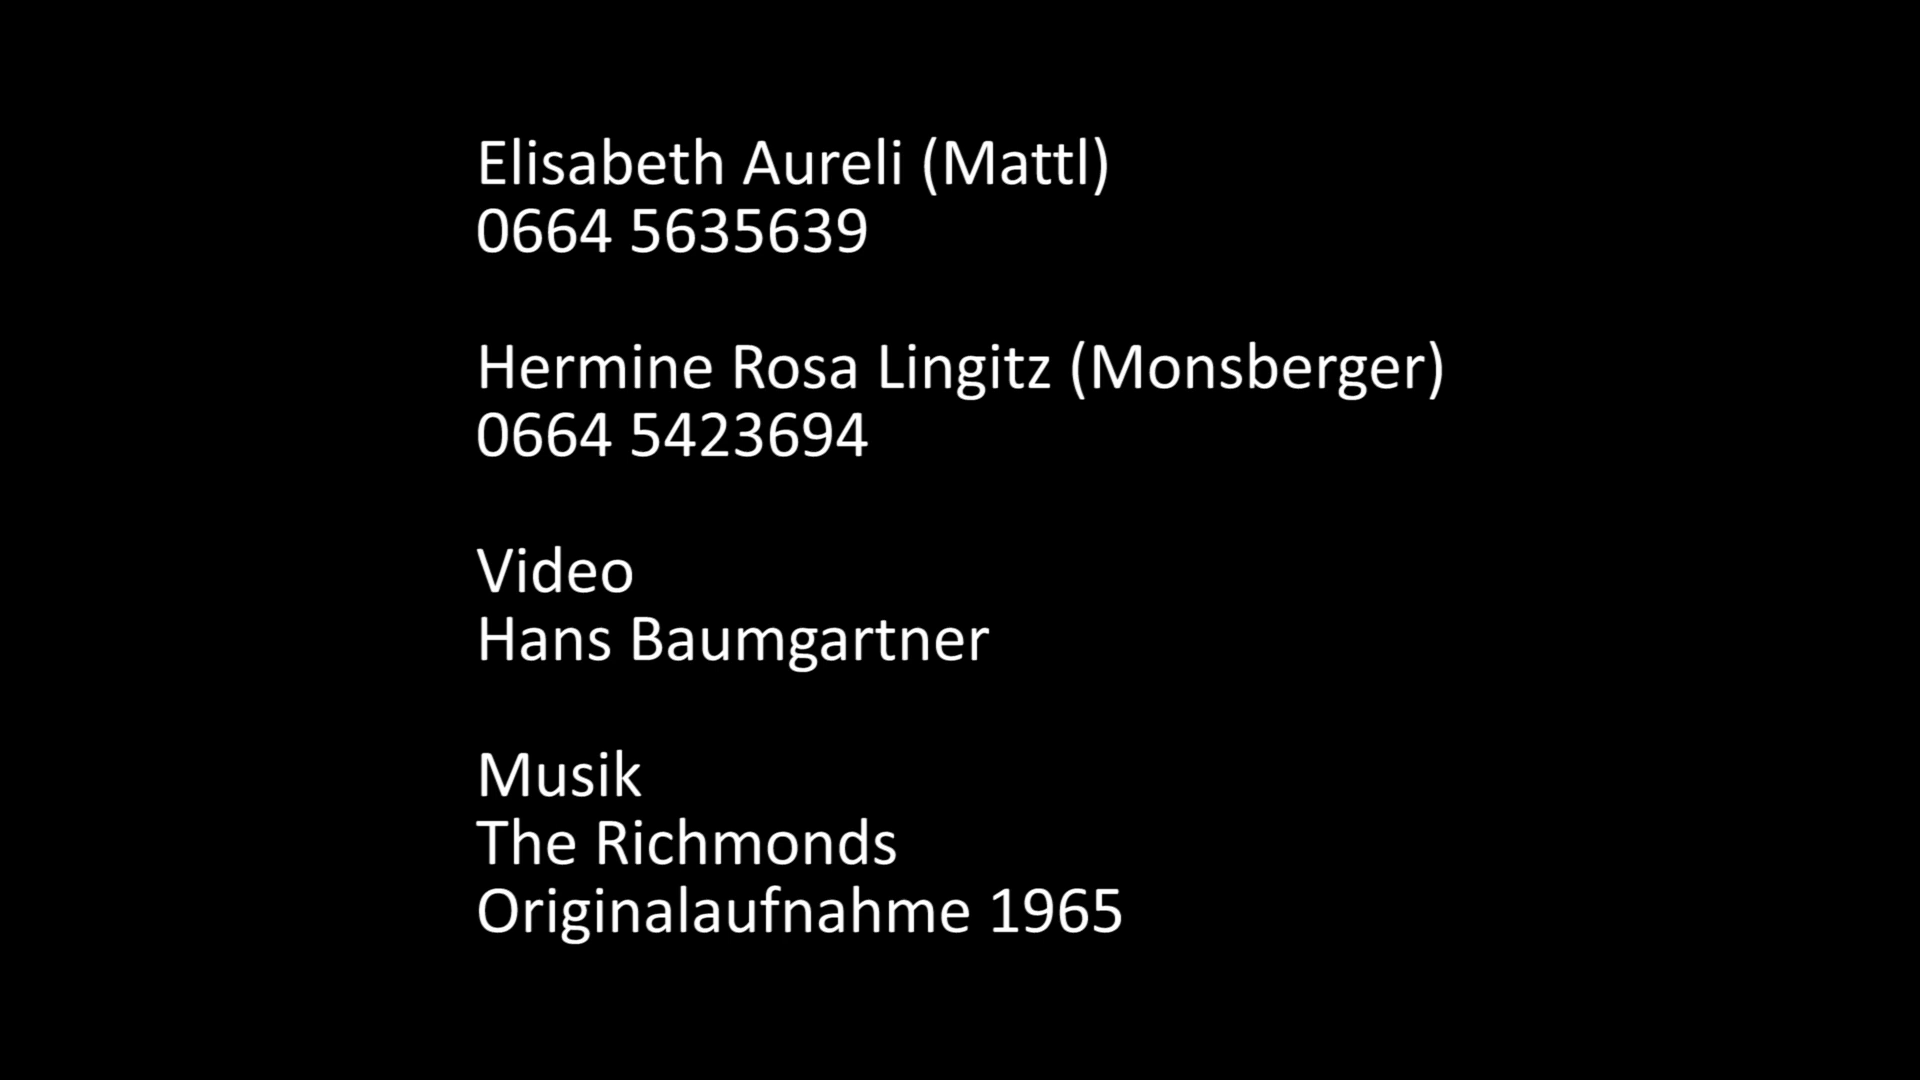 Elisabeth Aureli (Mattl)
0664 5635639
Hermine Rosa Lingitz (Monsberger)
0664 5423694
Video
Hans Baumgartner
Musik
The Richmonds
Originalaufnahme 1965